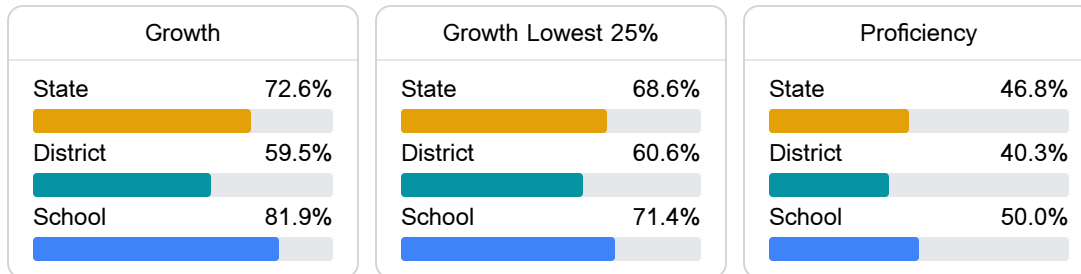 Growth
State 72.6%
District 59.5%
School 81.9%
Growth Lowest 25%
State 68.6%
District 60.6%
School 71.4%
Proficiency
State 46.8%
District 40.3%
School 50.0%